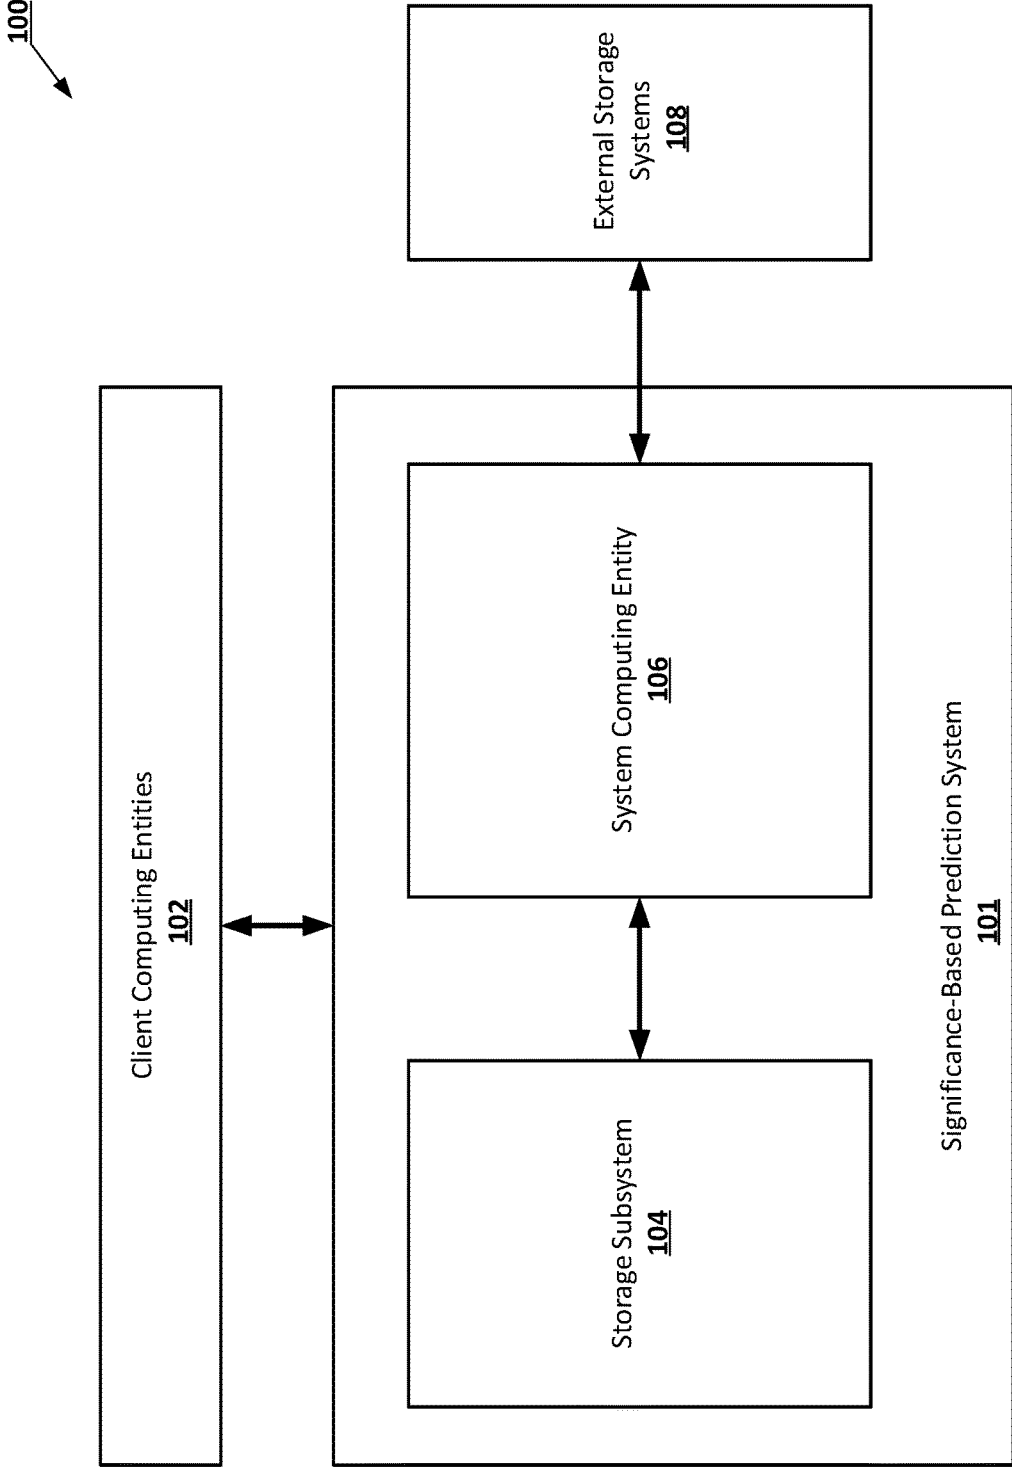 100
Client Computing Entities
102
Storage Subsystem
104
System Computing Entity
106
External Storage
Systems
108
Significance-Based Prediction System
101